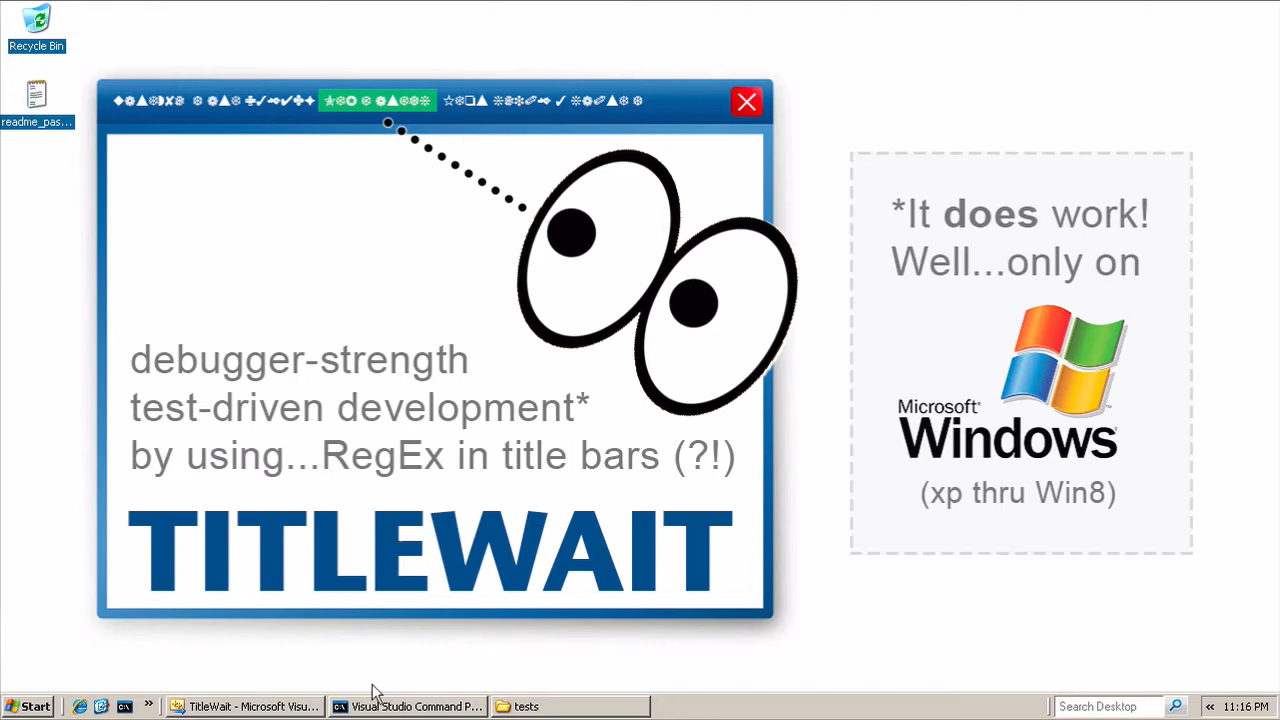 Recycle Bin
readme_pas...
debugger-strength
test-driven development*
by using...RegEx in title bars (?!)
TITLEWAIT
*It does work!
Well...only on
Microsoft®
Windows
(xp thru Win8)
Start
TitleWait - Microsoft Visu...
Visual Studio Command P...
tests
Search Desktop
11:16 PM